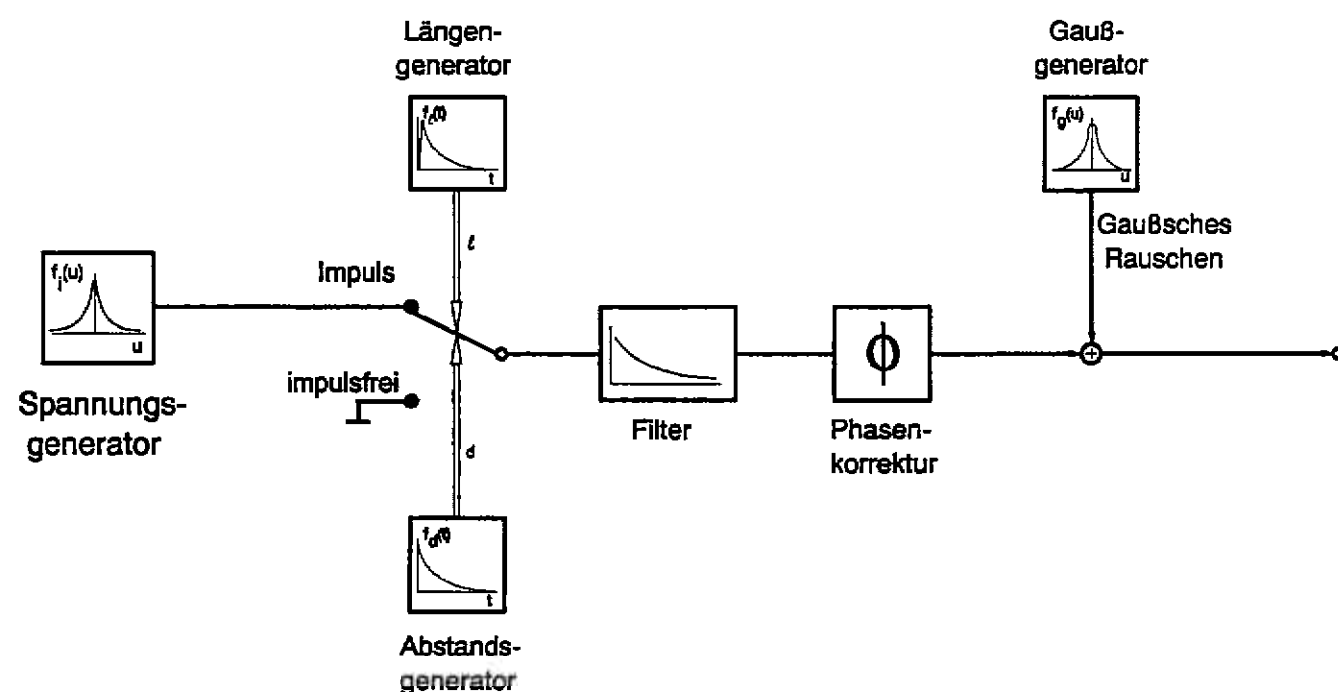 Längen-
generator
f_ℓ(t)
t
ℓ
Gauß-
generator
f_g(u)
u
Gaußsches
Rauschen
f_i(u)
u
Spannungs-
generator
Impuls
impulsfrei
Filter
ϕ
Phasen-
korrektur
+
d
f_d(t)
t
Abstands-
generator